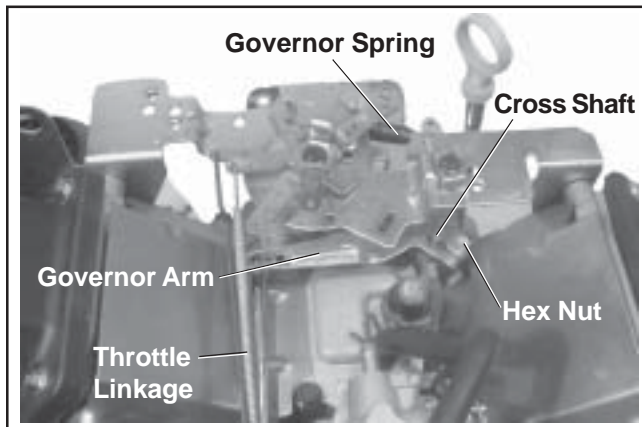 Governor Spring
Cross Shaft
Governor Arm
Hex Nut
Throttle
Linkage